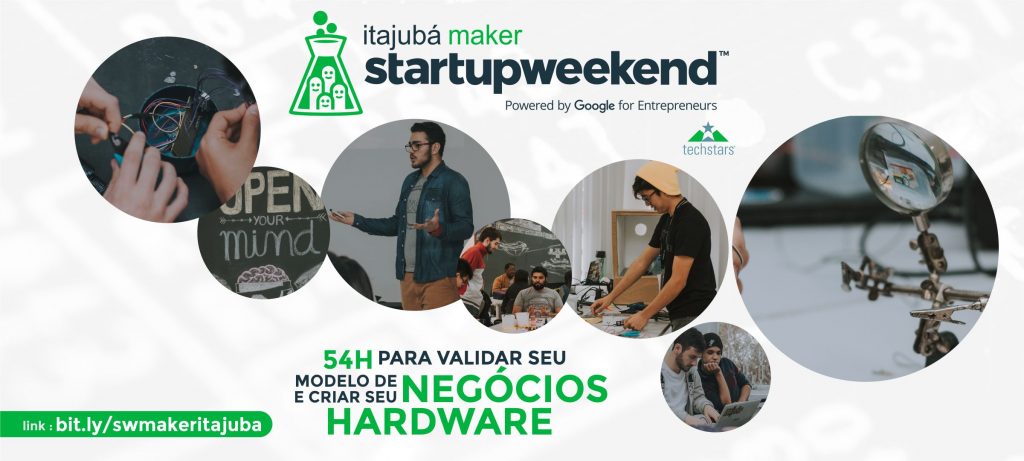 itajubá maker
startupweekend™
Powered by Google for Entrepreneurs
techstars
OPEN
YOUR
mind
54H PARA VALIDAR SEU
MODELO DE NEGÓCIOS
E CRIAR SEU HARDWARE
link : bit.ly/swmakeritajuba